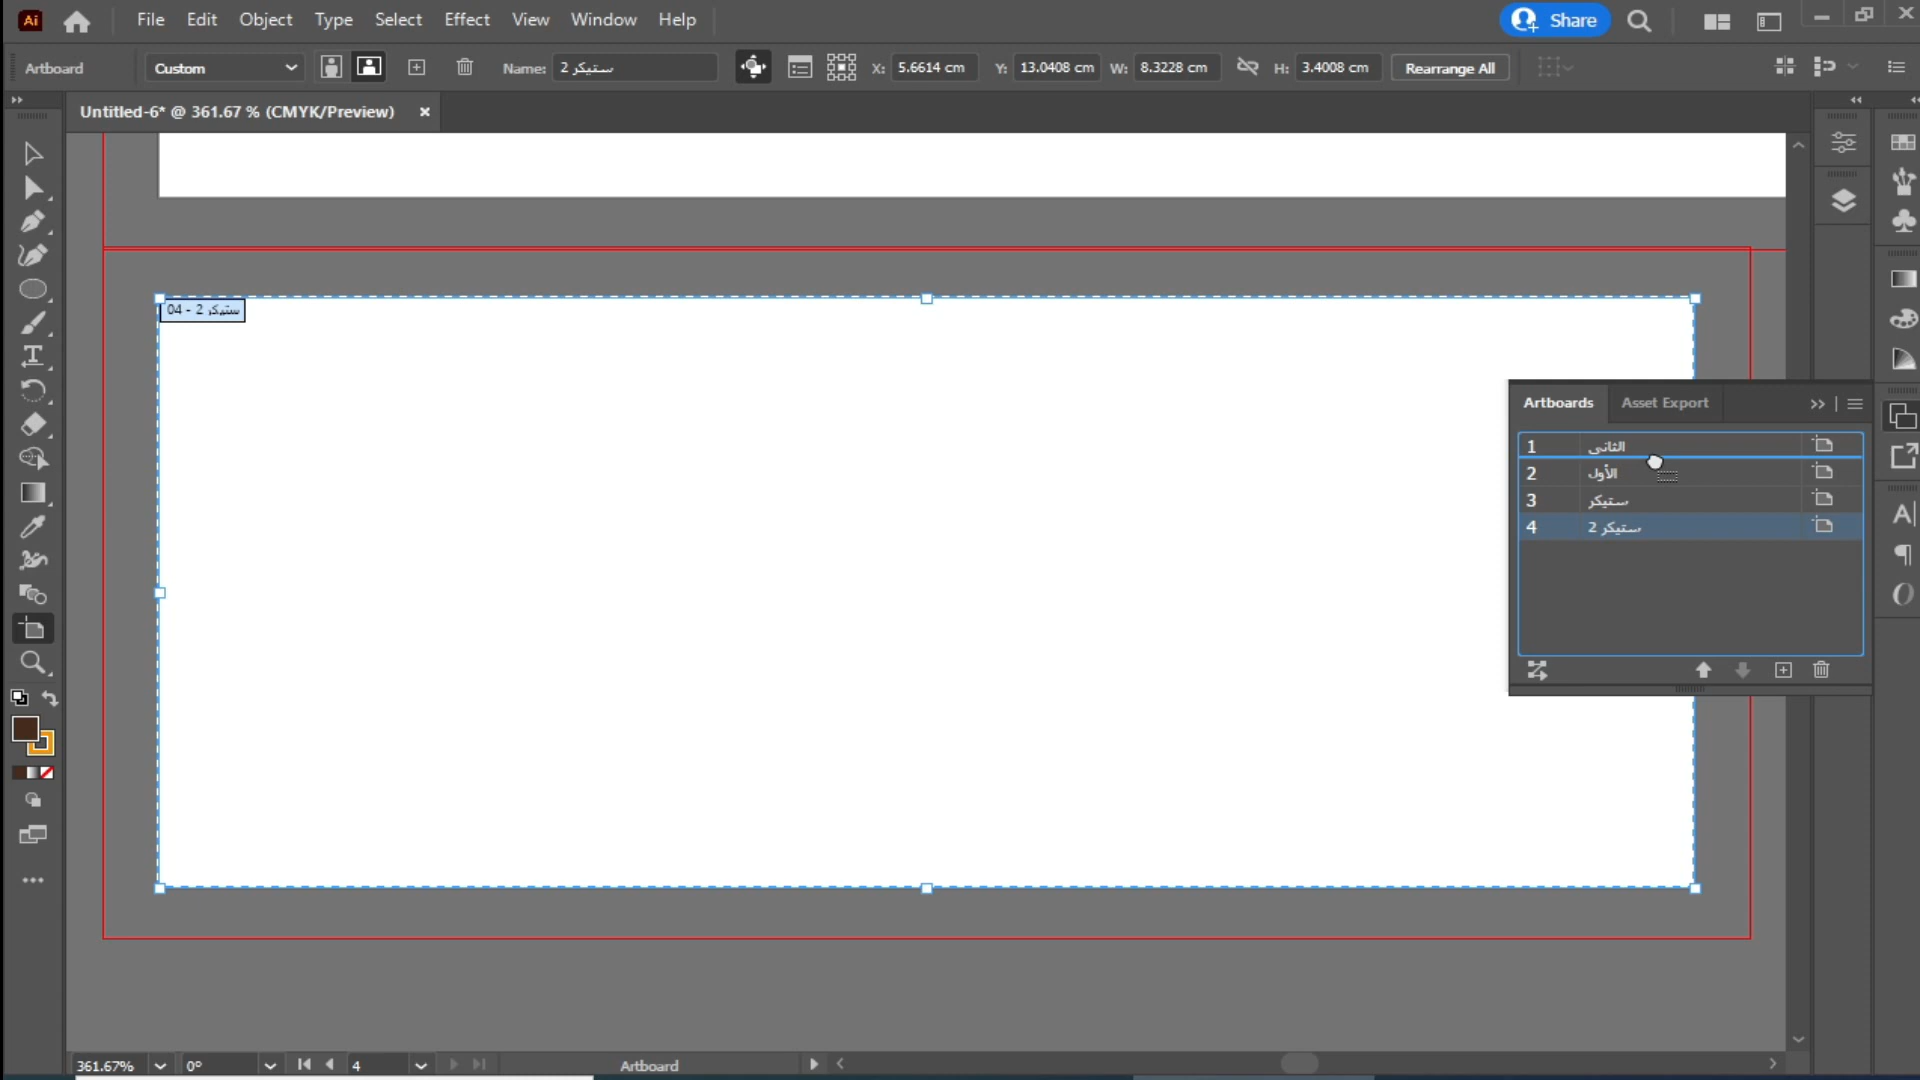 Ai File Edit Object Type Select Effect View Window Help Share
Artboard Custom Name: ستيكر 2 X: 5.6614 cm Y: 13.0408 cm W: 8.3228 cm H: 3.4008 cm Rearrange All
Untitled-6* @ 361.67 % (CMYK/Preview)
ستيكر 2 - 04
Artboards Asset Export
1 الثانى
2 الأول
3 ستيكر
4 ستيكر 2
361.67% 0° 4 Artboard